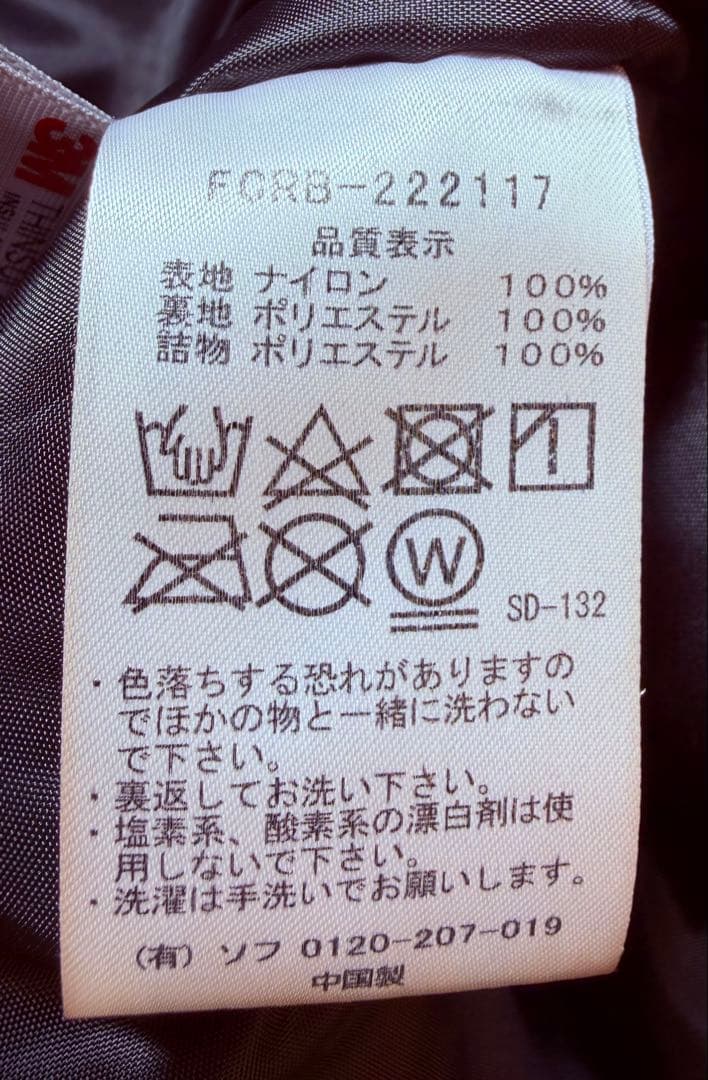 3M
FCRB-222117
品質表示
表地 ナイロン 100%
裏地 ポリエステル 100%
詰物 ポリエステル 100%
W
SD-132
・色落ちする恐れがありますの
でほかの物と一緒に洗わない
で下さい。
・裏返してお洗い下さい。
・塩素系、酸素系の漂白剤は使
用しないで下さい。
・洗濯は手洗いでお願いします。
(有) ソフ 0120-207-019
中国製